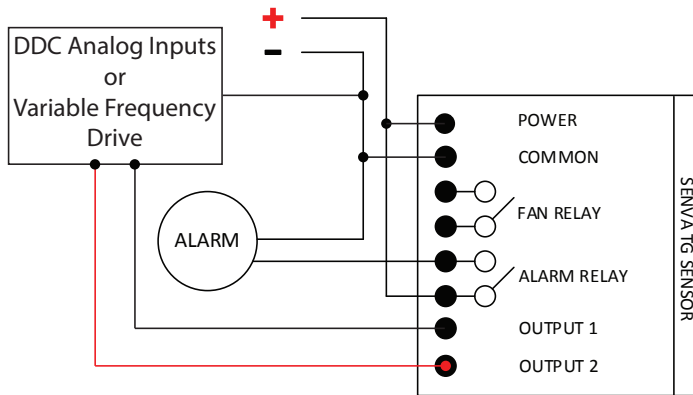 +
-
DDC Analog Inputs
or
Variable Frequency
Drive
ALARM
POWER
COMMON
FAN RELAY
ALARM RELAY
OUTPUT 1
OUTPUT 2
SENVA TG SENSOR